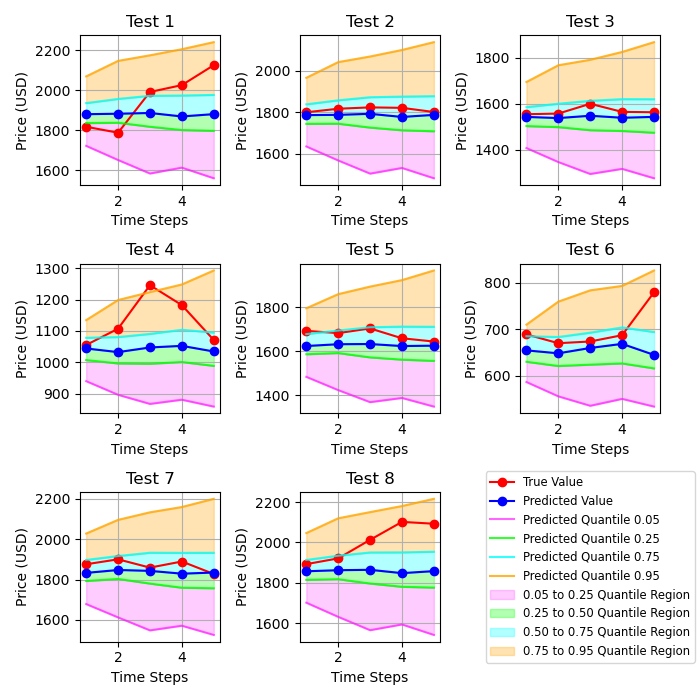 Test 1
Test 2
Test 3
Price (USD)
2200
2000
1800
1600
2
4
Time Steps
Price (USD)
2000
1800
1600
2
4
Time Steps
Price (USD)
1800
1600
1400
2
4
Time Steps
Test 4
Test 5
Test 6
Price (USD)
1300
1200
1100
1000
900
2
4
Time Steps
Price (USD)
1800
1600
1400
2
4
Time Steps
Price (USD)
800
700
600
2
4
Time Steps
Test 7
Test 8
Price (USD)
2200
2000
1800
1600
2
4
Time Steps
Price (USD)
2200
2000
1800
1600
2
4
Time Steps
True Value
Predicted Value
Predicted Quantile 0.05
Predicted Quantile 0.25
Predicted Quantile 0.75
Predicted Quantile 0.95
0.05 to 0.25 Quantile Region
0.25 to 0.50 Quantile Region
0.50 to 0.75 Quantile Region
0.75 to 0.95 Quantile Region